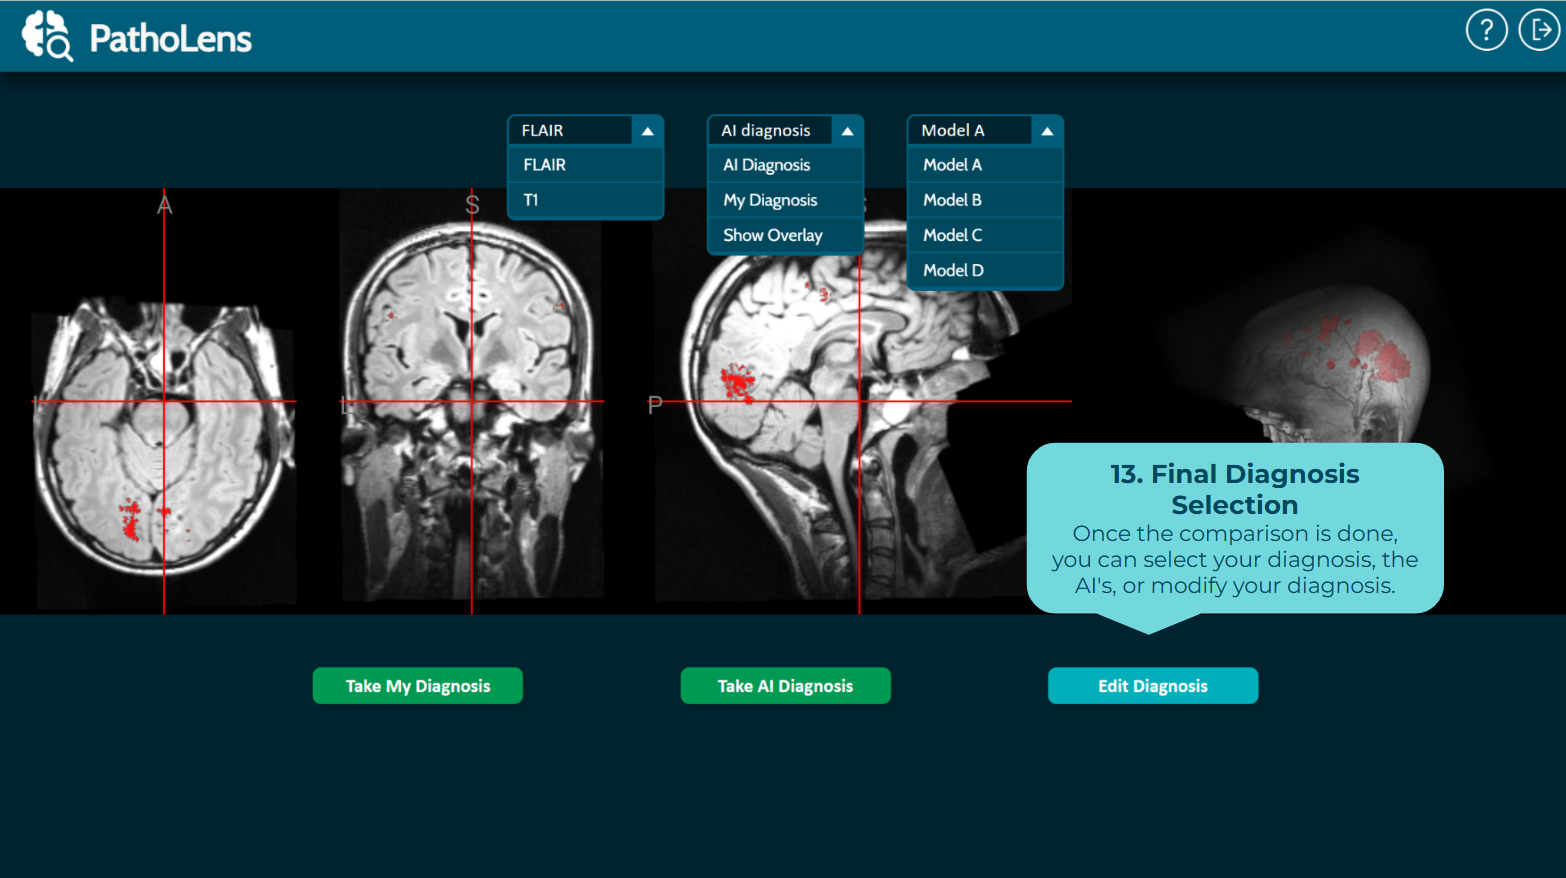 PathoLens
?
FLAIR
FLAIR
T1
AI diagnosis
AI Diagnosis
My Diagnosis
Show Overlay
Model A
Model A
Model B
Model C
Model D
A
S
P
13. Final Diagnosis
Selection
Once the comparison is done,
you can select your diagnosis, the
AI's, or modify your diagnosis.
Take My Diagnosis
Take AI Diagnosis
Edit Diagnosis